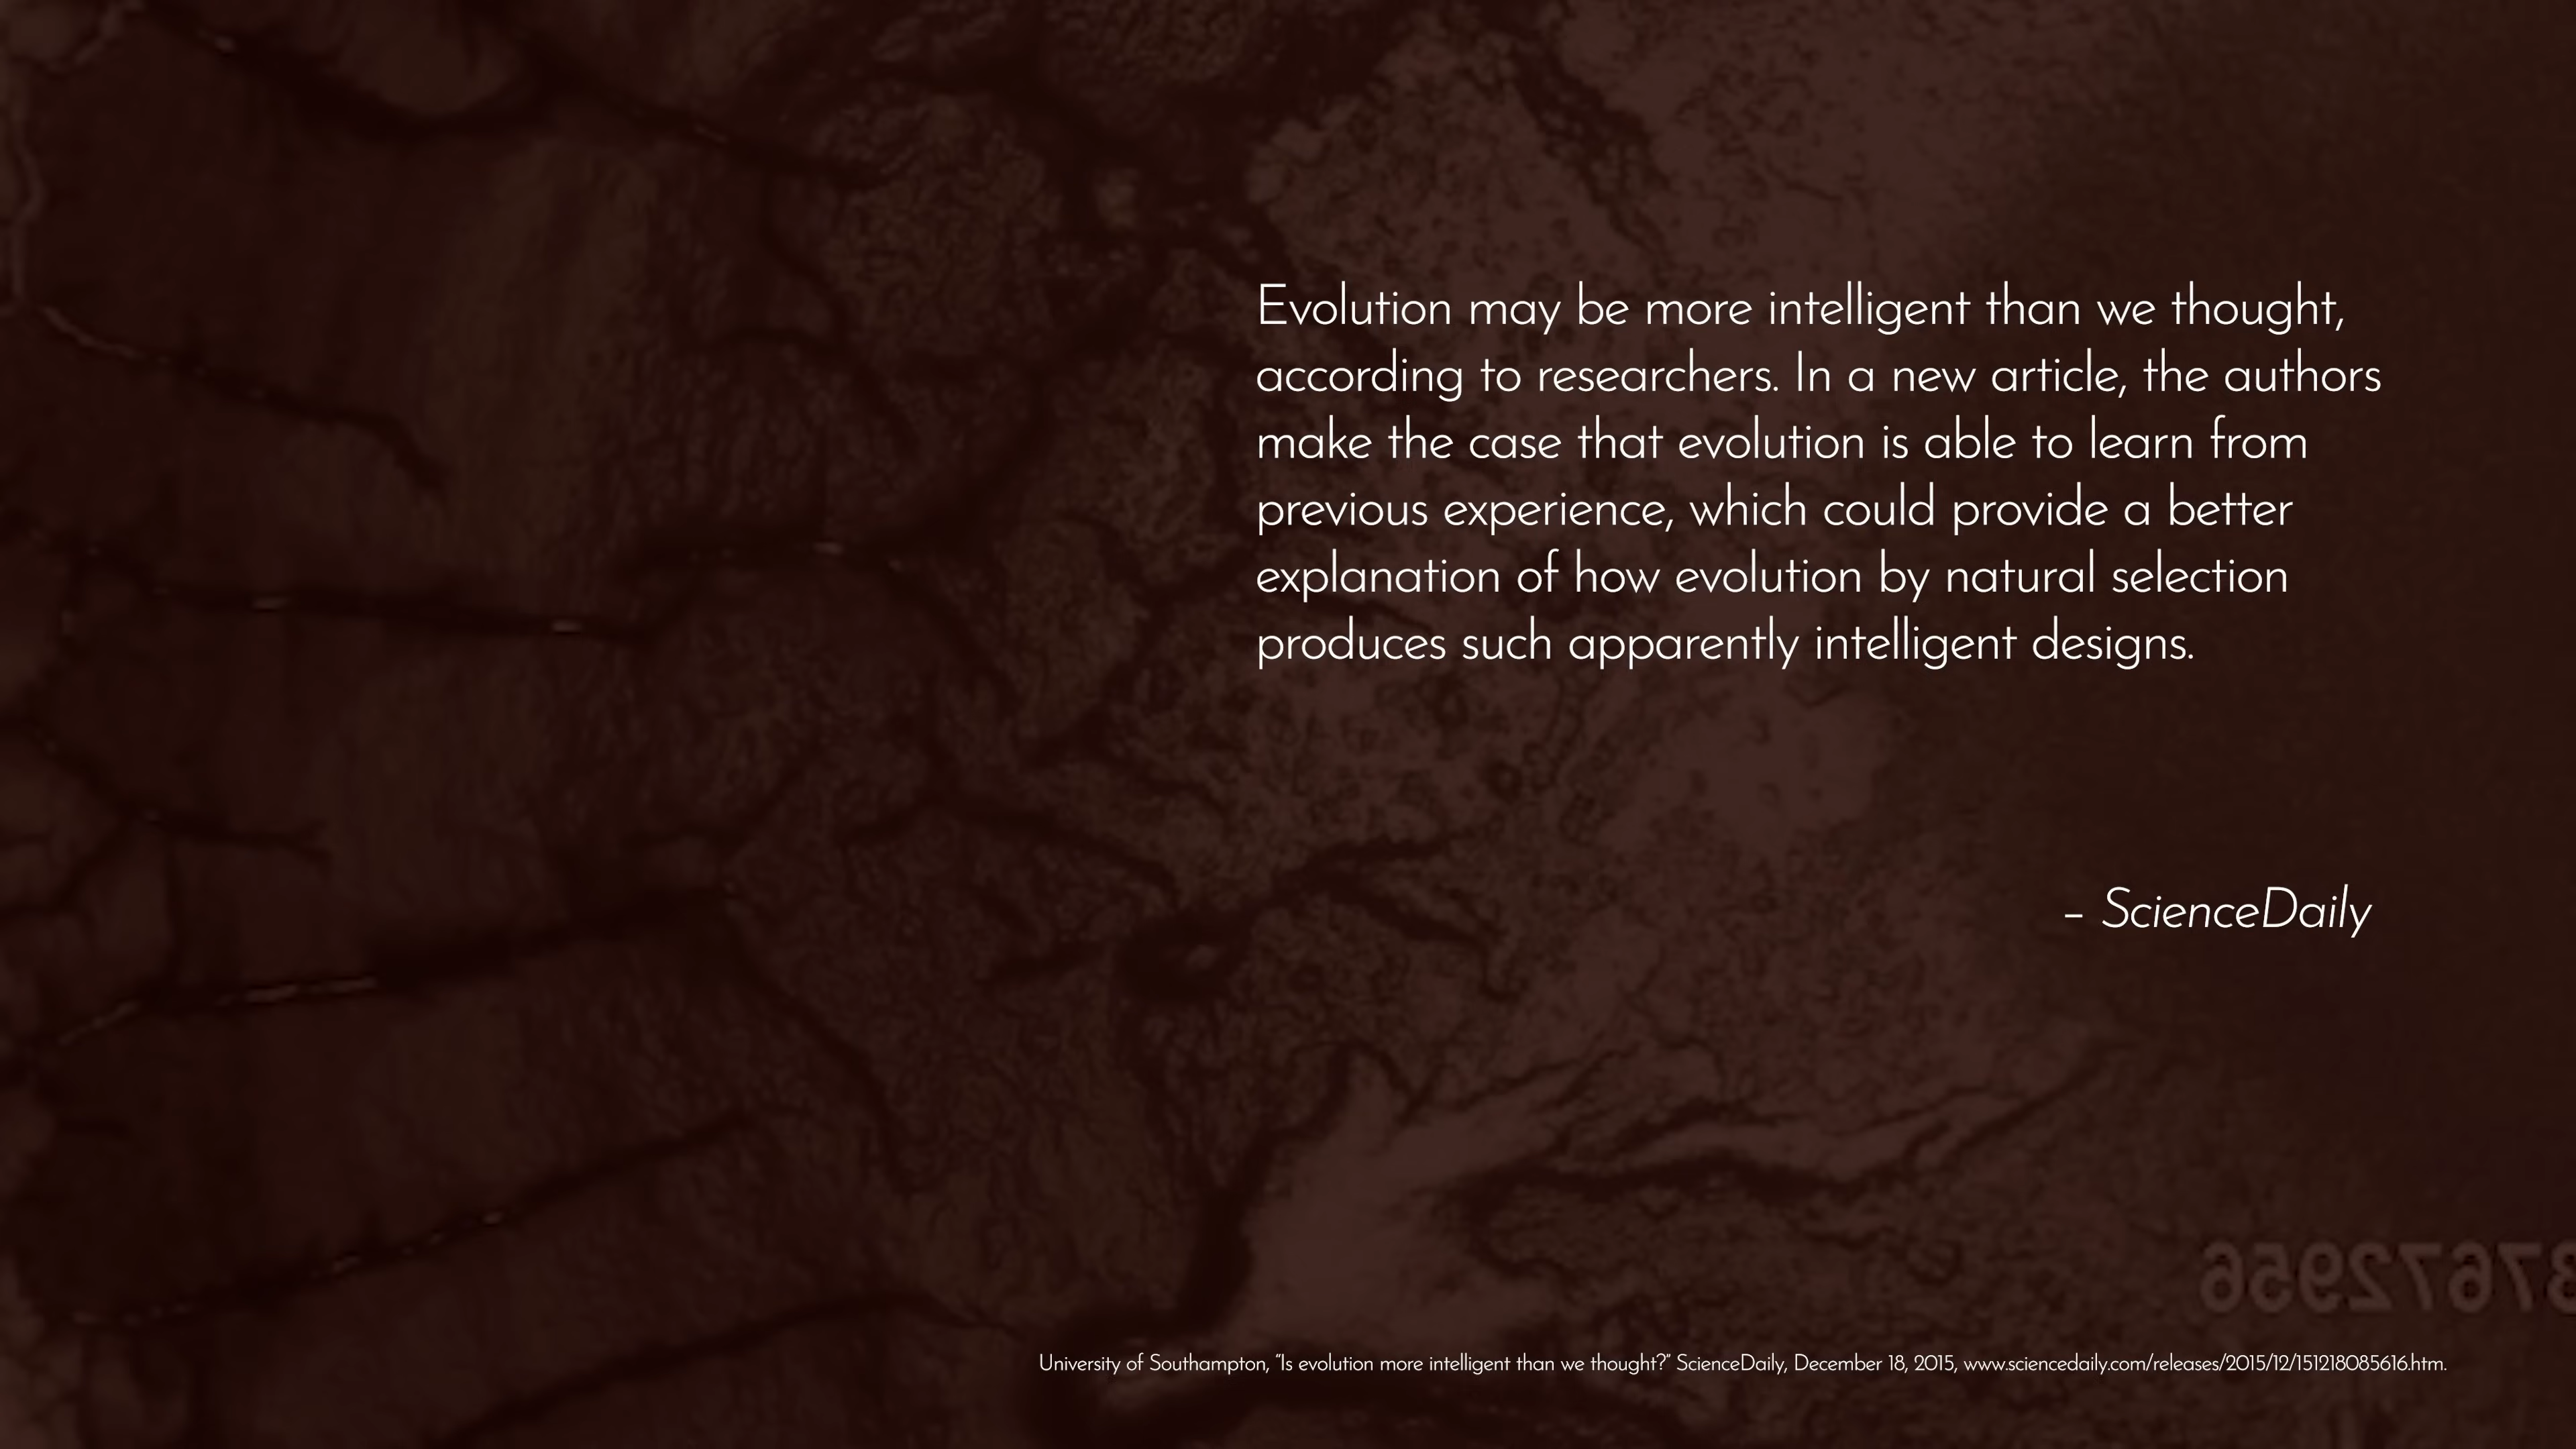 Evolution may be more intelligent than we thought,
according to researchers. In a new article, the authors
make the case that evolution is able to learn from
previous experience, which could provide a better
explanation of how evolution by natural selection
produces such apparently intelligent designs.
– ScienceDaily
37672956
University of Southampton, “Is evolution more intelligent than we thought?” ScienceDaily, December 18, 2015, www.sciencedaily.com/releases/2015/12/151218085616.htm.